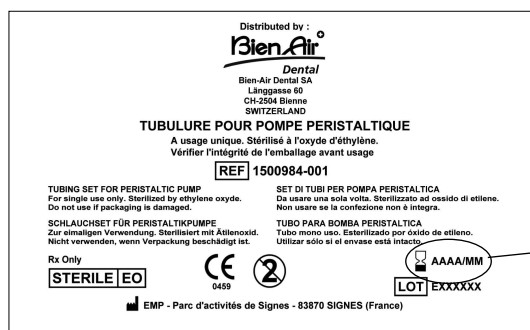 Distributed by :
Bien Air
Dental
Bien-Air Dental SA
Länggasse 60
CH-2504 Bienne
SWITZERLAND
TUBULURE POUR POMPE PERISTALTIQUE
A usage unique. Stérilisé à l'oxyde d'éthylène.
Vérifier l'intégrité de l'emballage avant usage
REF 1500984-001
TUBING SET FOR PERISTALTIC PUMP
For single use only. Sterilized by ethylene oxyde.
Do not use if packaging is damaged.
SET DI TUBI PER POMPA PERISTALTICA
Da usare una sola volta. Sterilizzato ad ossido di etilene.
Non usare se la confezione non è integra.
SCHLAUCHSET FÜR PERISTALTIKPUMPE
Zur eimaligen Verwendung. Sterilisiert mit Ätilenoxid.
Nicht verwenden, wenn Verpackung beschädigt ist.
TUBO PARA BOMBA PERISTALTICA
Tubo mono uso. Esterilizado por óxido de etileno.
Utilizar sólo si el envase está intacto.
Rx Only
STERILE EO
CE
0459
2
AAAA/MM
LOT EXXXXXX
EMP - Parc d'activités de Signes - 83870 SIGNES (France)